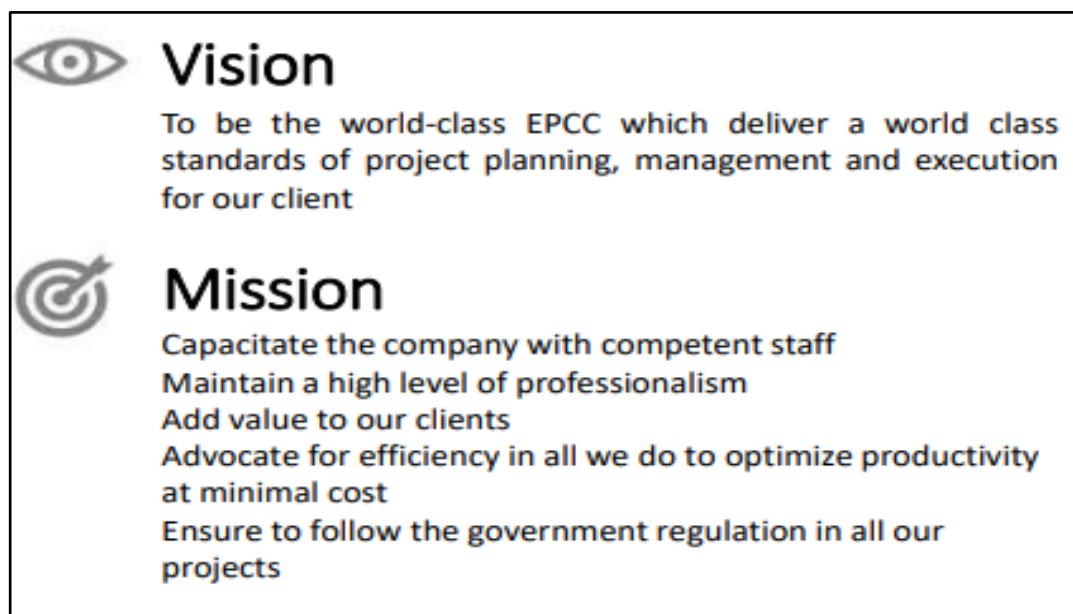 Vision
To be the world-class EPCC which deliver a world class
standards of project planning, management and execution
for our client
Mission
Capacitate the company with competent staff
Maintain a high level of professionalism
Add value to our clients
Advocate for efficiency in all we do to optimize productivity
at minimal cost
Ensure to follow the government regulation in all our
projects